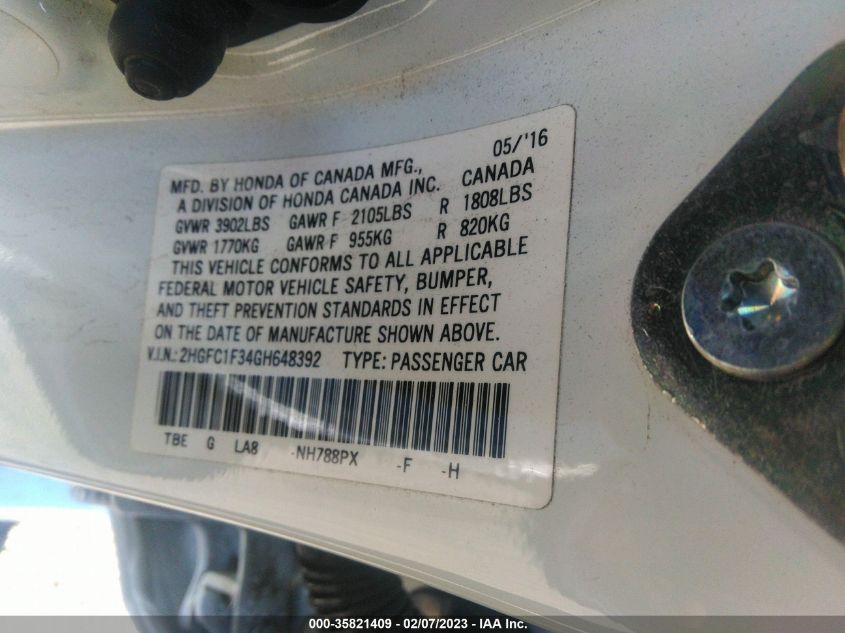 MFD. BY HONDA OF CANADA MFG., 05/'16
A DIVISION OF HONDA CANADA INC. CANADA
GVWR 3902LBS GAWR F 2105LBS R 1808LBS
GVWR 1770KG GAWR F 955KG R 820KG
THIS VEHICLE CONFORMS TO ALL APPLICABLE
FEDERAL MOTOR VEHICLE SAFETY, BUMPER,
AND THEFT PREVENTION STANDARDS IN EFFECT
ON THE DATE OF MANUFACTURE SHOWN ABOVE.
V.I.N.: 2HGFC1F34GH648392 TYPE: PASSENGER CAR
TBE G LA8 -NH788PX -F -H
000-35821409 | 02/07/2023 - IAA Inc.